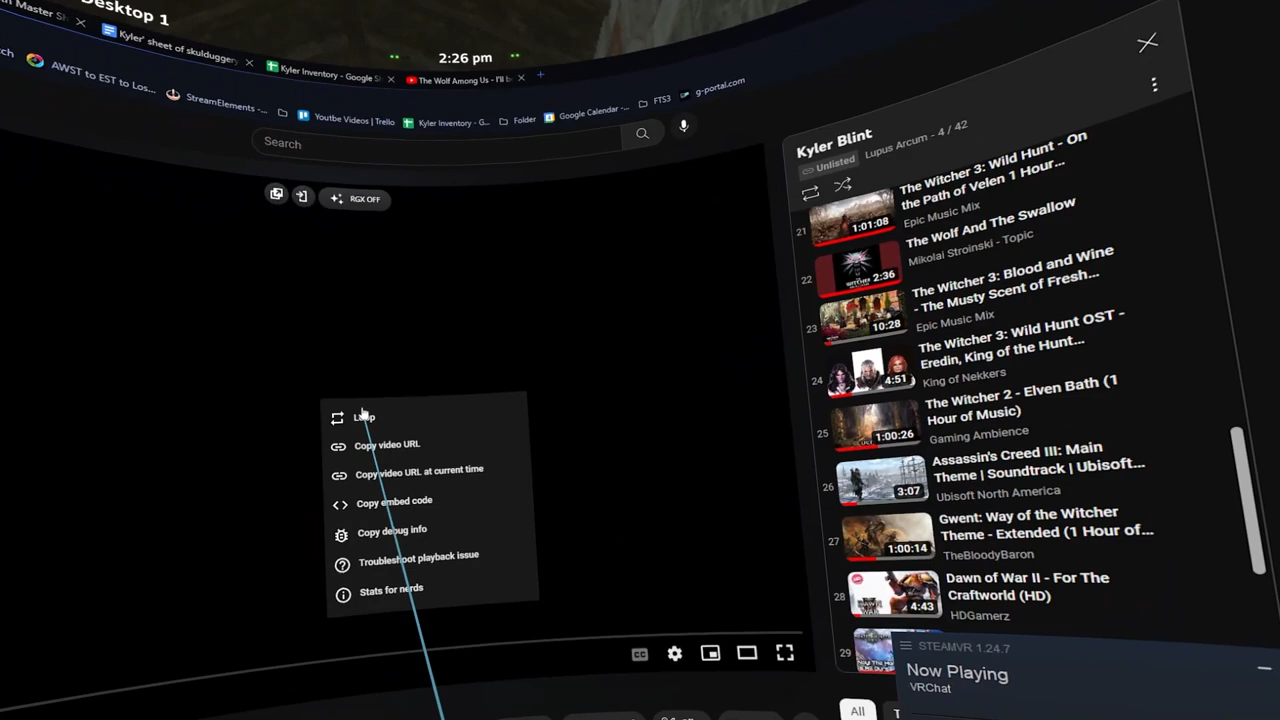 Desktop 1
2:26 pm
Kyler' sheet of skulduggery
Kyler Inventory - Google S
The Wolf Among Us - I'll b
AWST to EST to Los...
StreamElements -...
Youtbe Videos | Trello
Kyler Inventory - G...
Folder
Google Calendar -...
FTS3
g-portal.com
Search
RGX OFF
Loop
Copy video URL
Copy video URL at current time
Copy embed code
Copy debug info
Troubleshoot playback issue
Stats for nerds
CC
Kyler Blint
Unlisted Lupus Arcum - 4 / 42
21
1:01:08
The Witcher 3: Wild Hunt - On
the Path of Velen 1 Hour...
Epic Music Mix
22
2:36
The Wolf And The Swallow
Mikolai Stroinski - Topic
23
10:28
The Witcher 3: Blood and Wine
- The Musty Scent of Fresh...
Epic Music Mix
24
4:51
The Witcher 3: Wild Hunt OST -
Eredin, King of the Hunt...
King of Nekkers
25
1:00:26
The Witcher 2 - Elven Bath (1
Hour of Music)
Gaming Ambience
26
3:07
Assassin's Creed III: Main
Theme | Soundtrack | Ubisoft...
Ubisoft North America
27
1:00:14
Gwent: Way of the Witcher
Theme - Extended (1 Hour of...
TheBloodyBaron
28
4:43
Dawn of War II - For The
Craftworld (HD)
HDGamerz
29
STEAMVR 1.24.7
Now Playing
VRChat
All